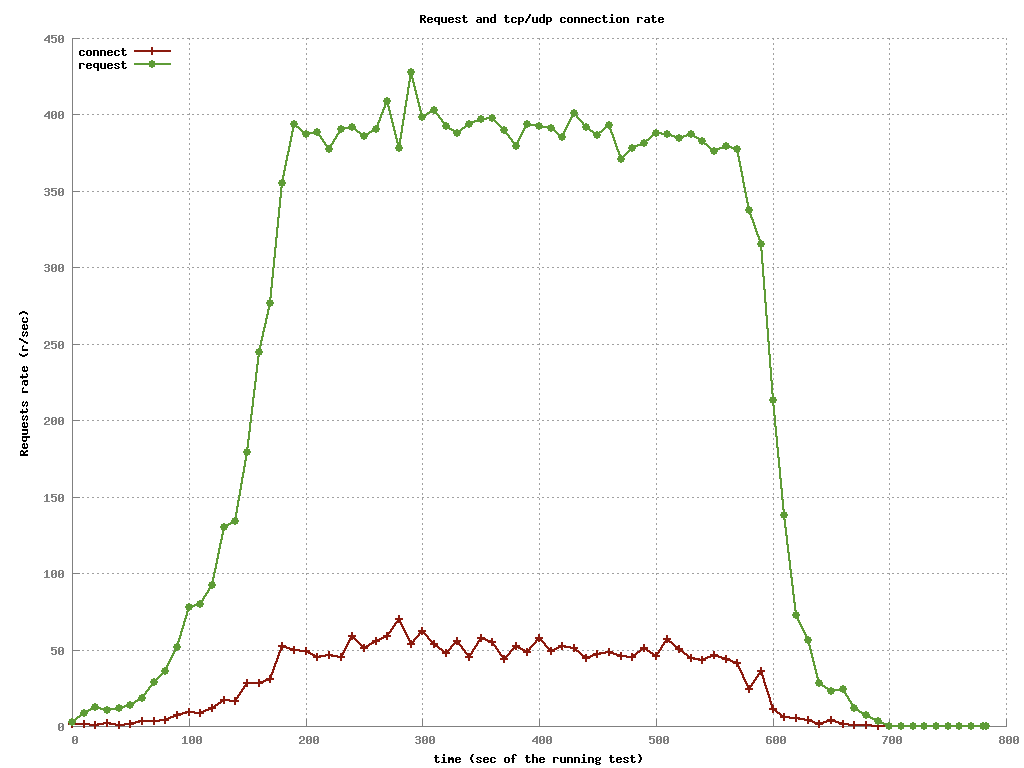 Request and tcp/udp connection rate
450
connect
request
400
350
300
250
Requests rate (r/sec)
200
150
100
50
0
0 100 200 300 400 500 600 700 800
time (sec of the running test)